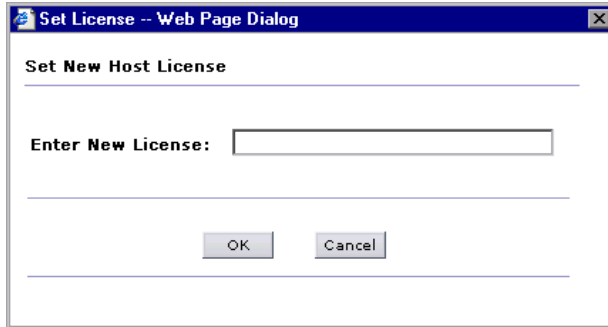 Set License -- Web Page Dialog
Set New Host License
Enter New License:
OK Cancel